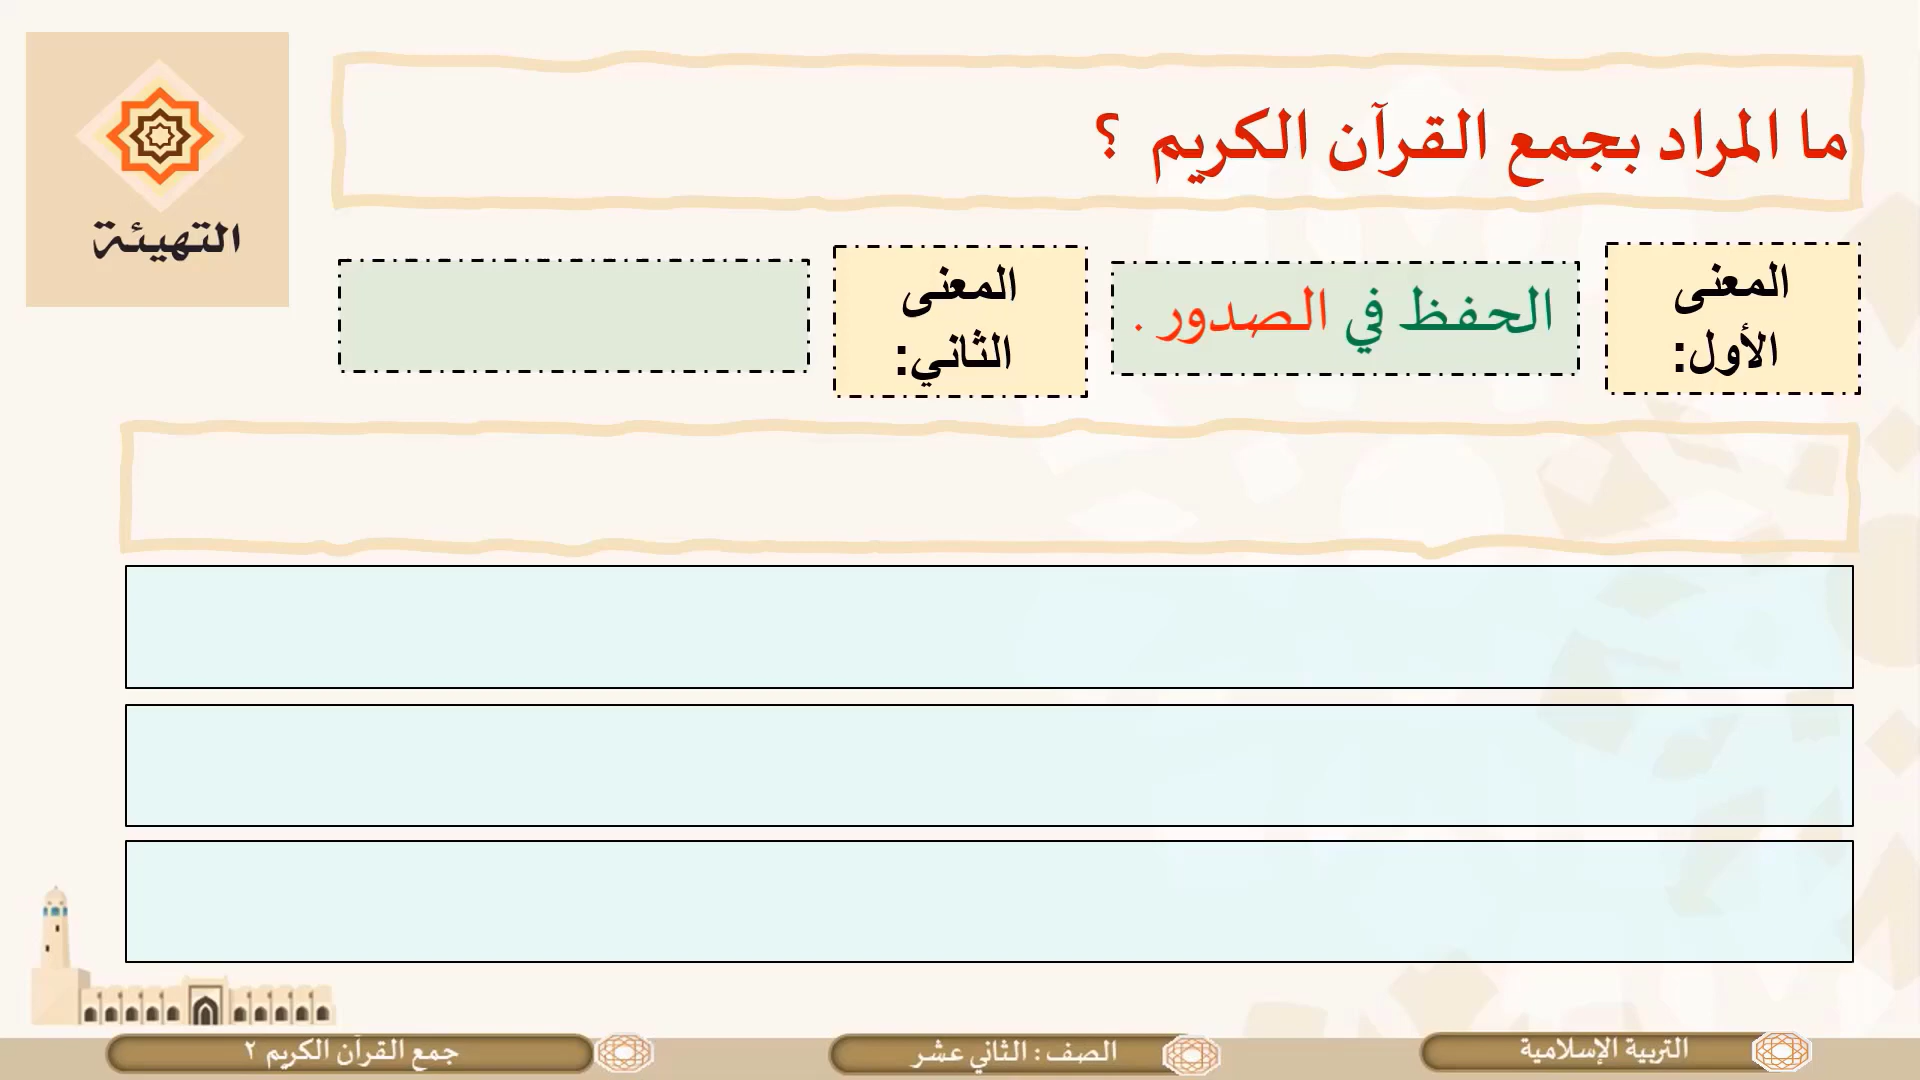 التهيئة
ما المراد بجمع القرآن الكريم ؟
المعنى
الأول:
الحفظ في الصدور .
المعنى
الثاني:
التربية الإسلامية
الصف : الثاني عشر
جمع القرآن الكريم ٢